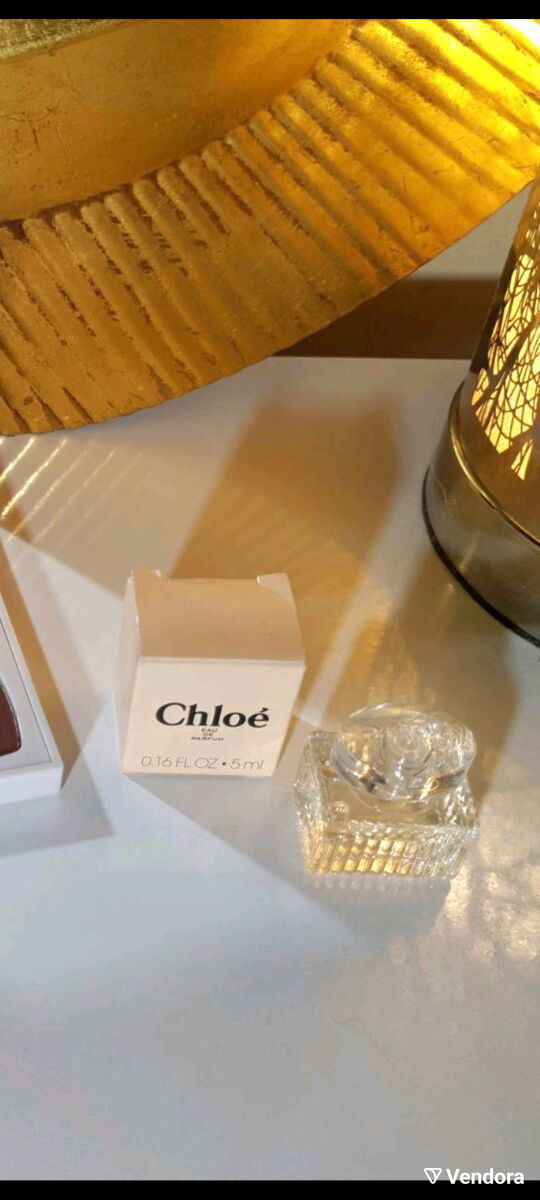 Chloé
EAU
DE
PARFUM
0.16 FL OZ • 5 ml
Vendora